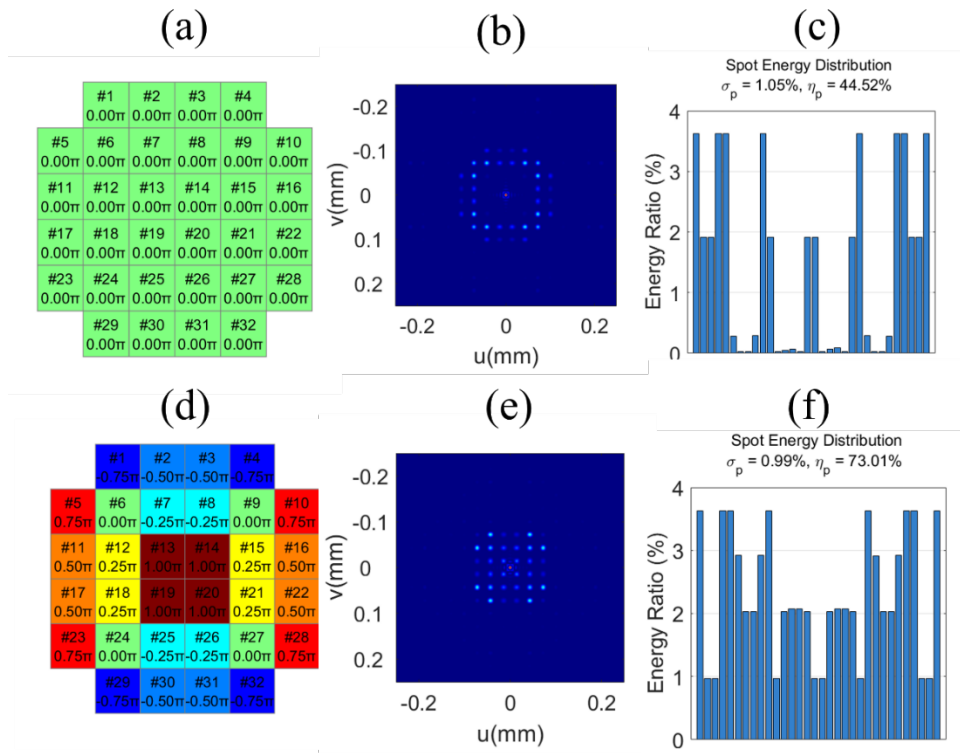 (a)
#1 #2 #3 #4
0.00π 0.00π 0.00π 0.00π
#5 #6 #7 #8 #9 #10
0.00π 0.00π 0.00π 0.00π 0.00π 0.00π
#11 #12 #13 #14 #15 #16
0.00π 0.00π 0.00π 0.00π 0.00π 0.00π
#17 #18 #19 #20 #21 #22
0.00π 0.00π 0.00π 0.00π 0.00π 0.00π
#23 #24 #25 #26 #27 #28
0.00π 0.00π 0.00π 0.00π 0.00π 0.00π
#29 #30 #31 #32
0.00π 0.00π 0.00π 0.00π
(b)
-0.2
-0.1
0
0.1
0.2
v(mm)
-0.2 0 0.2
u(mm)
(c)
Spot Energy Distribution
σp = 1.05%, ηp = 44.52%
4
3
2
1
0
Energy Ratio (%)
(d)
#1 #2 #3 #4
-0.75π -0.50π -0.50π -0.75π
#5 #6 #7 #8 #9 #10
0.75π 0.00π -0.25π -0.25π 0.00π 0.75π
#11 #12 #13 #14 #15 #16
0.50π 0.25π 1.00π 1.00π 0.25π 0.50π
#17 #18 #19 #20 #21 #22
0.50π 0.25π 1.00π 1.00π 0.25π 0.50π
#23 #24 #25 #26 #27 #28
0.75π 0.00π -0.25π -0.25π 0.00π 0.75π
#29 #30 #31 #32
-0.75π -0.50π -0.50π -0.75π
(e)
-0.2
-0.1
0
0.1
0.2
v(mm)
-0.2 0 0.2
u(mm)
(f)
Spot Energy Distribution
σp = 0.99%, ηp = 73.01%
4
3
2
1
0
Energy Ratio (%)